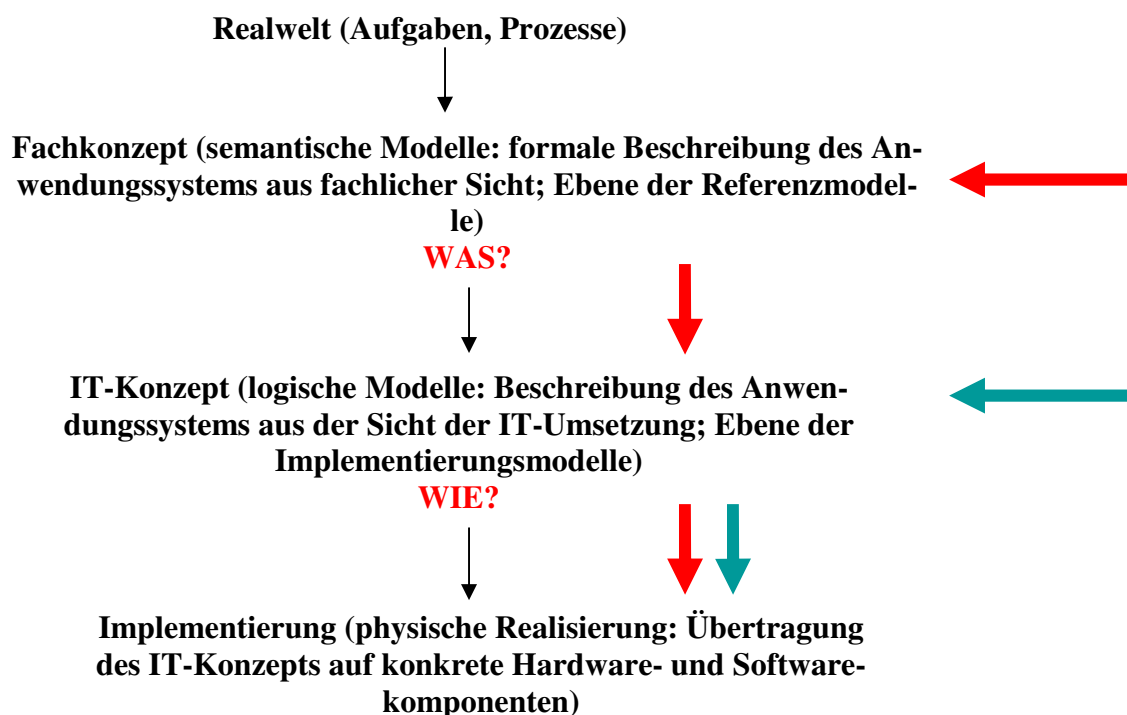 Realwelt (Aufgaben, Prozesse)
Fachkonzept (semantische Modelle: formale Beschreibung des An-
wendungssystems aus fachlicher Sicht; Ebene der Referenzmodel-
le)
WAS?
IT-Konzept (logische Modelle: Beschreibung des Anwen-
dungssystems aus der Sicht der IT-Umsetzung; Ebene der
Implementierungsmodelle)
WIE?
Implementierung (physische Realisierung: Übertragung
des IT-Konzepts auf konkrete Hardware- und Software-
komponenten)